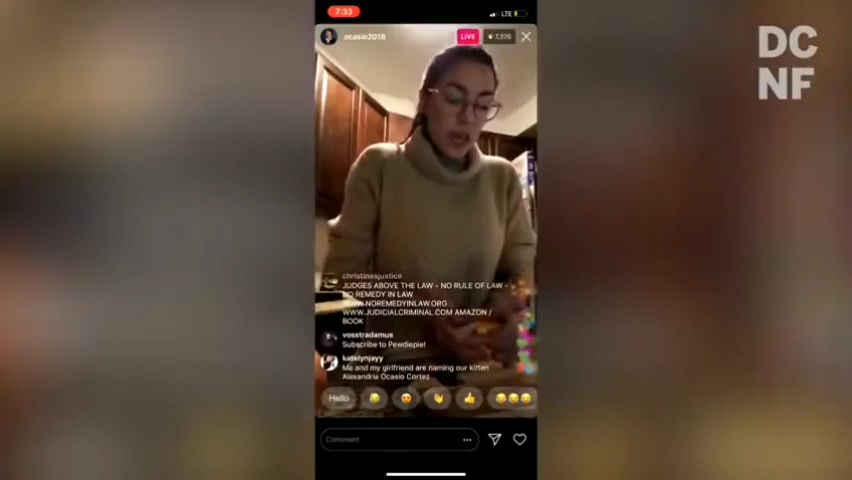 7:33
LTE
DC
NF
ocasio2018
LIVE
7,376
christinesjustice
JUDGES ABOVE THE LAW - NO RULE OF LAW -
NO REMEDY IN LAW
WWW.NOREMEDYINLAW.ORG
WWW.JUDICIALCRIMINAL.COM AMAZON /
BOOK
vosstradamus
Subscribe to Pewdiepie!
katelynjayy
Me and my girlfriend are naming our kitten
Alexandria Ocasio Cortez
Hello
Comment